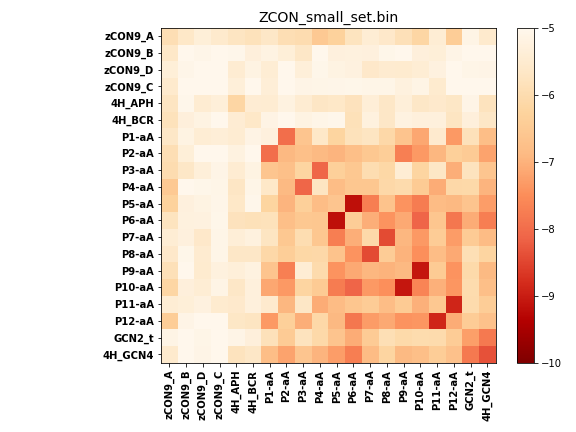 ZCON_small_set.bin
zCON9_A
zCON9_B
zCON9_D
zCON9_C
4H_APH
4H_BCR
P1-aA
P2-aA
P3-aA
P4-aA
P5-aA
P6-aA
P7-aA
P8-aA
P9-aA
P10-aA
P11-aA
P12-aA
GCN2_t
4H_GCN4
zCON9_A
zCON9_B
zCON9_D
zCON9_C
4H_APH
4H_BCR
P1-aA
P2-aA
P3-aA
P4-aA
P5-aA
P6-aA
P7-aA
P8-aA
P9-aA
P10-aA
P11-aA
P12-aA
GCN2_t
4H_GCN4
−5
−6
−7
−8
−9
−10